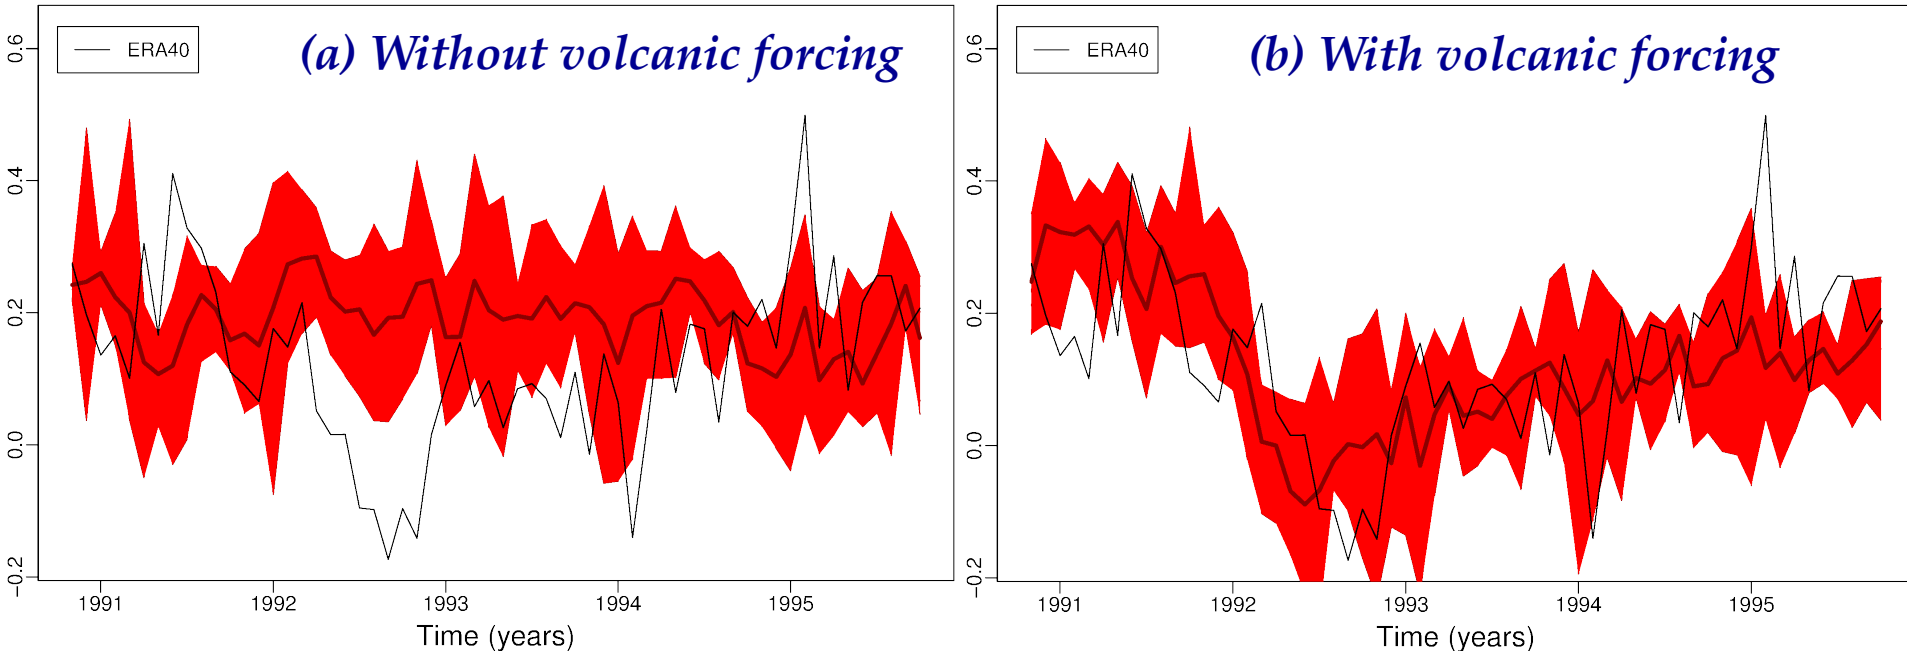 ERA40
(a) Without volcanic forcing
0.6
0.4
0.2
0.0
−0.2
1991 1992 1993 1994 1995
Time (years)
ERA40
(b) With volcanic forcing
0.6
0.4
0.2
0.0
−0.2
1991 1992 1993 1994 1995
Time (years)